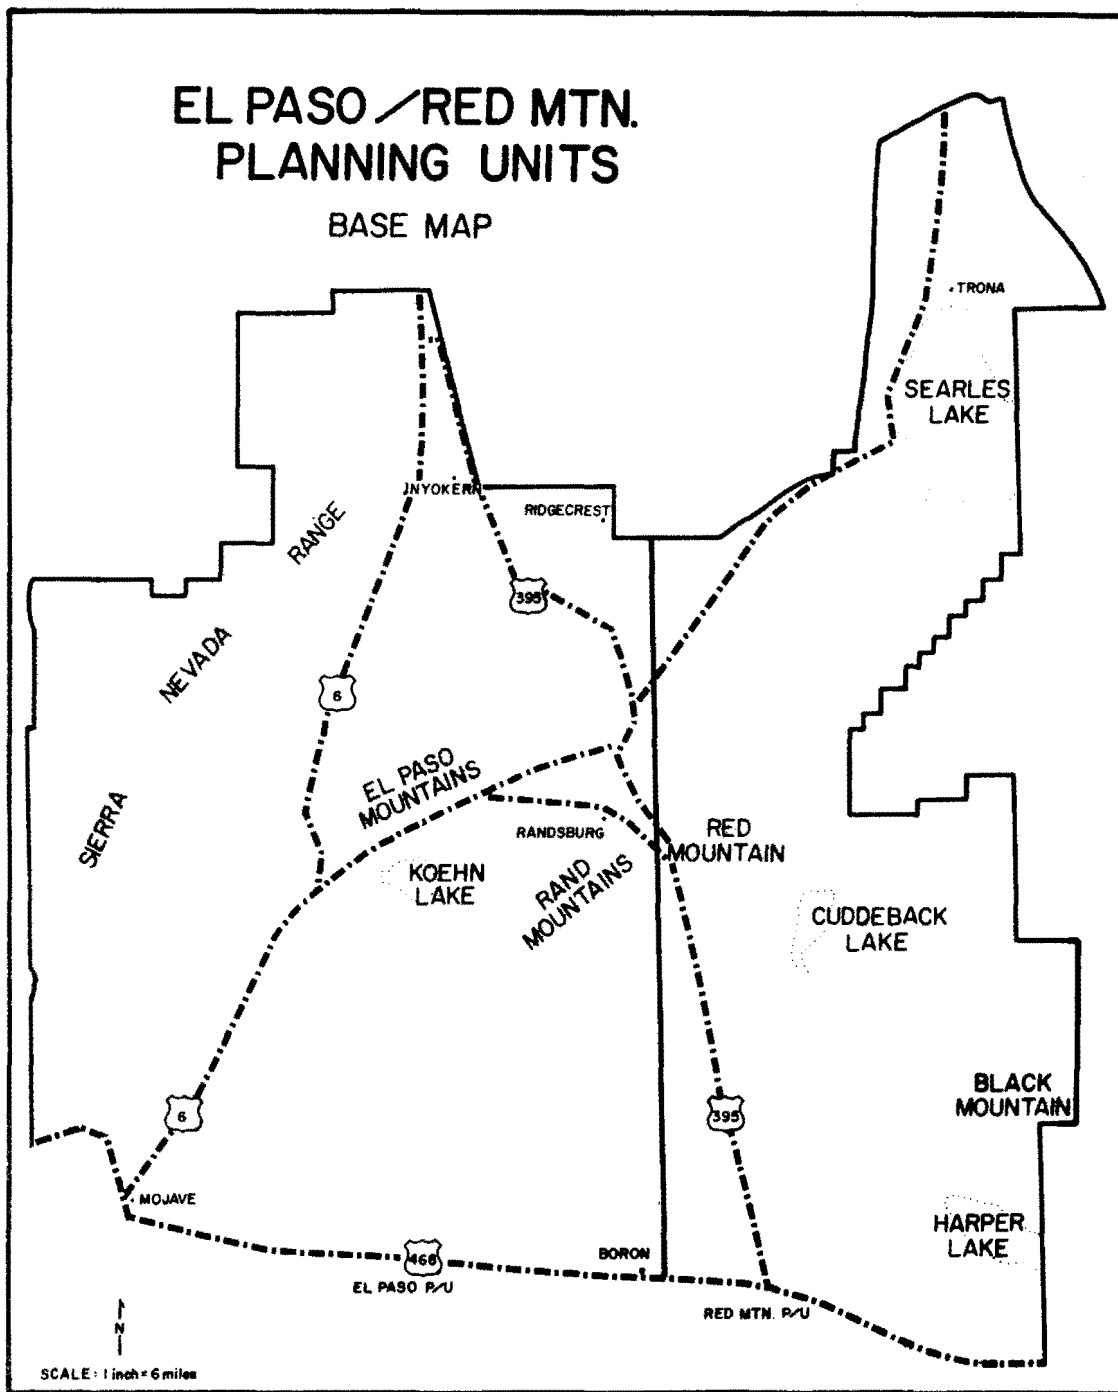 EL PASO / RED MTN.
PLANNING UNITS
BASE MAP
TRONA
SEARLES
LAKE
INYOKERN
RIDGECREST
RANGE
395
NEVADA
6
EL PASO
MOUNTAINS
SIERRA
RANDSBURG
RED
MOUNTAIN
KOEHN
LAKE
RAND
MOUNTAINS
CUDDEBACK
LAKE
BLACK
MOUNTAIN
6
395
MOJAVE
HARPER
LAKE
BORON
466
EL PASO P/U
RED MTN. P/U
N
SCALE: 1 inch = 6 miles